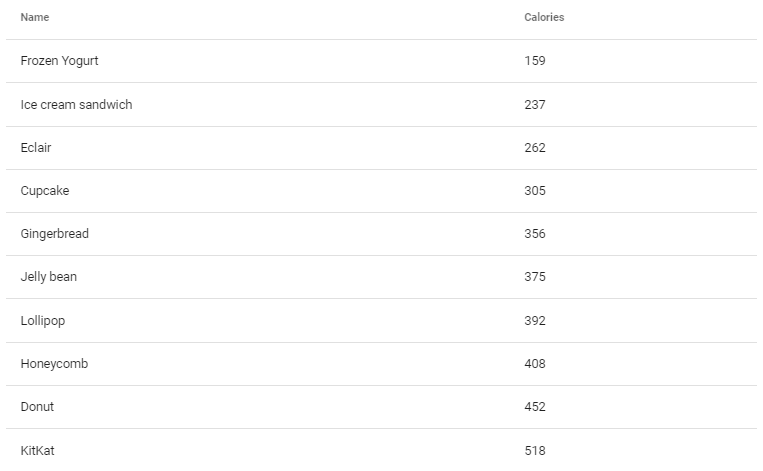 Name Calories
Frozen Yogurt 159
Ice cream sandwich 237
Eclair 262
Cupcake 305
Gingerbread 356
Jelly bean 375
Lollipop 392
Honeycomb 408
Donut 452
KitKat 518